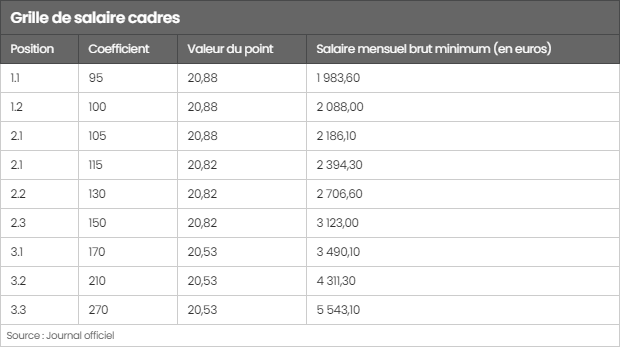 Grille de salaire cadres
Position Coefficient Valeur du point Salaire mensuel brut minimum (en euros)
1.1 95 20,88 1 983,60
1.2 100 20,88 2 088,00
2.1 105 20,88 2 186,10
2.1 115 20,82 2 394,30
2.2 130 20,82 2 706,60
2.3 150 20,82 3 123,00
3.1 170 20,53 3 490,10
3.2 210 20,53 4 311,30
3.3 270 20,53 5 543,10
Source : Journal officiel